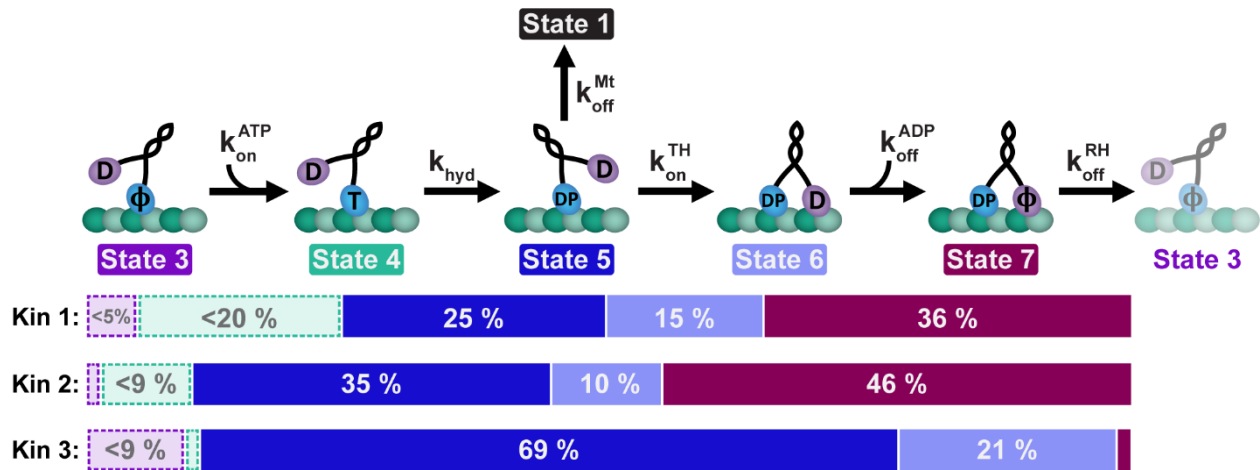 State 1
k_off^Mt
k_on^ATP
k_hyd
k_on^TH
k_off^ADP
k_off^RH
D Φ
D T
DP D
DP D
DP Φ
D Φ
State 3 State 4 State 5 State 6 State 7 State 3
Kin 1: <5% <20 % 25 % 15 % 36 %
Kin 2: <9 % 35 % 10 % 46 %
Kin 3: <9 % 69 % 21 %